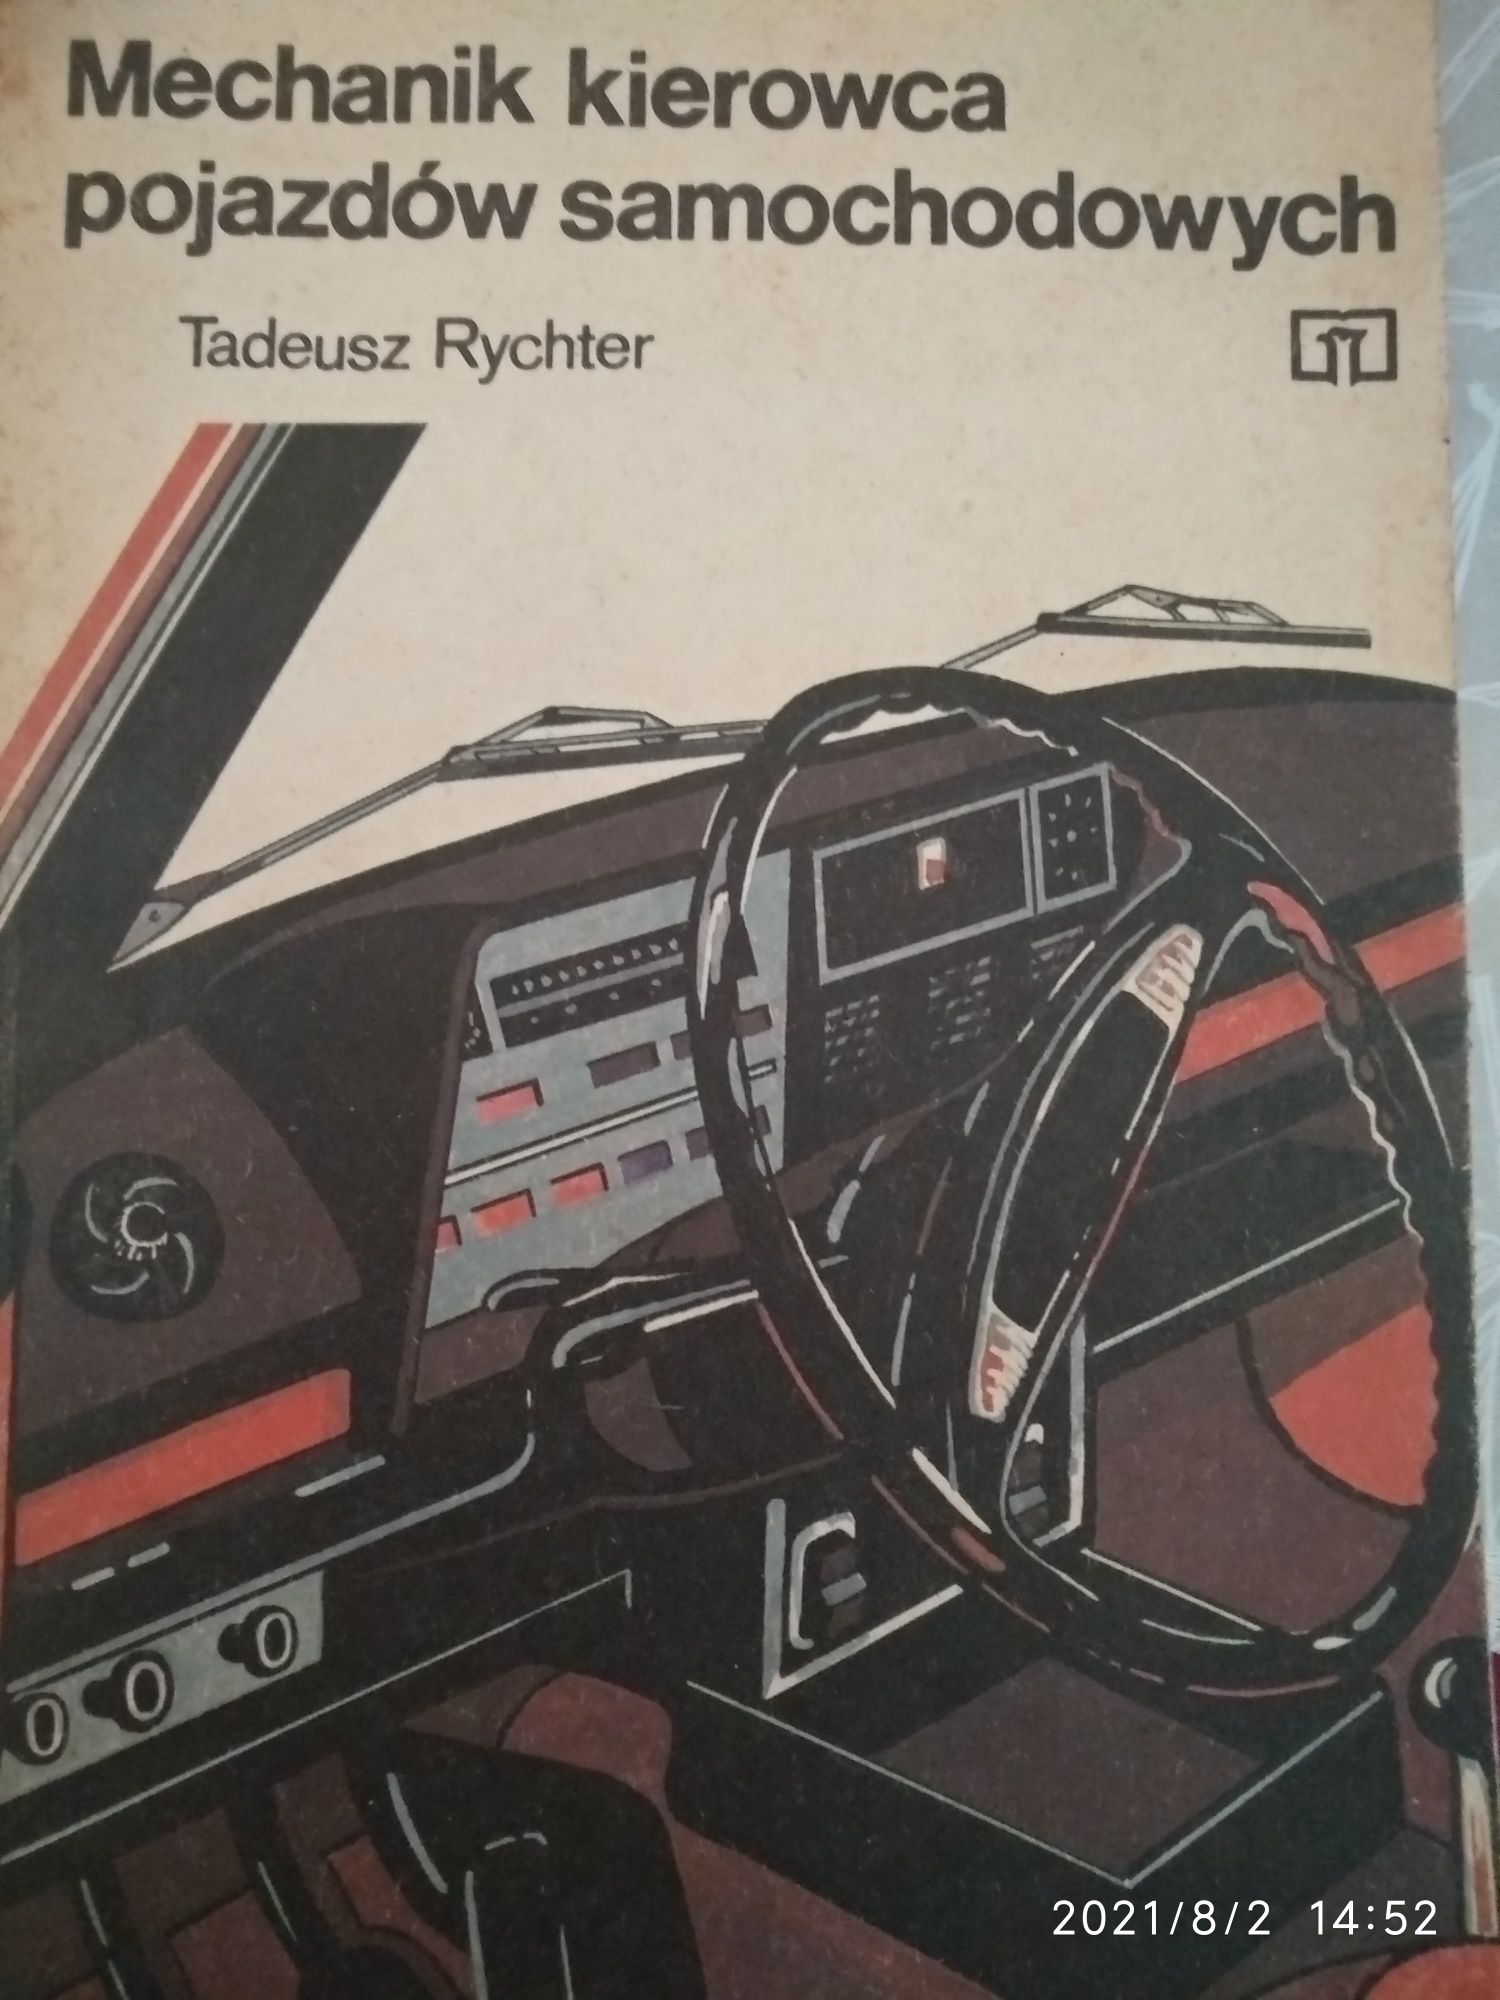 Mechanik kierowca
pojazdów samochodowych
Tadeusz Rychter
2021/8/2 14:52